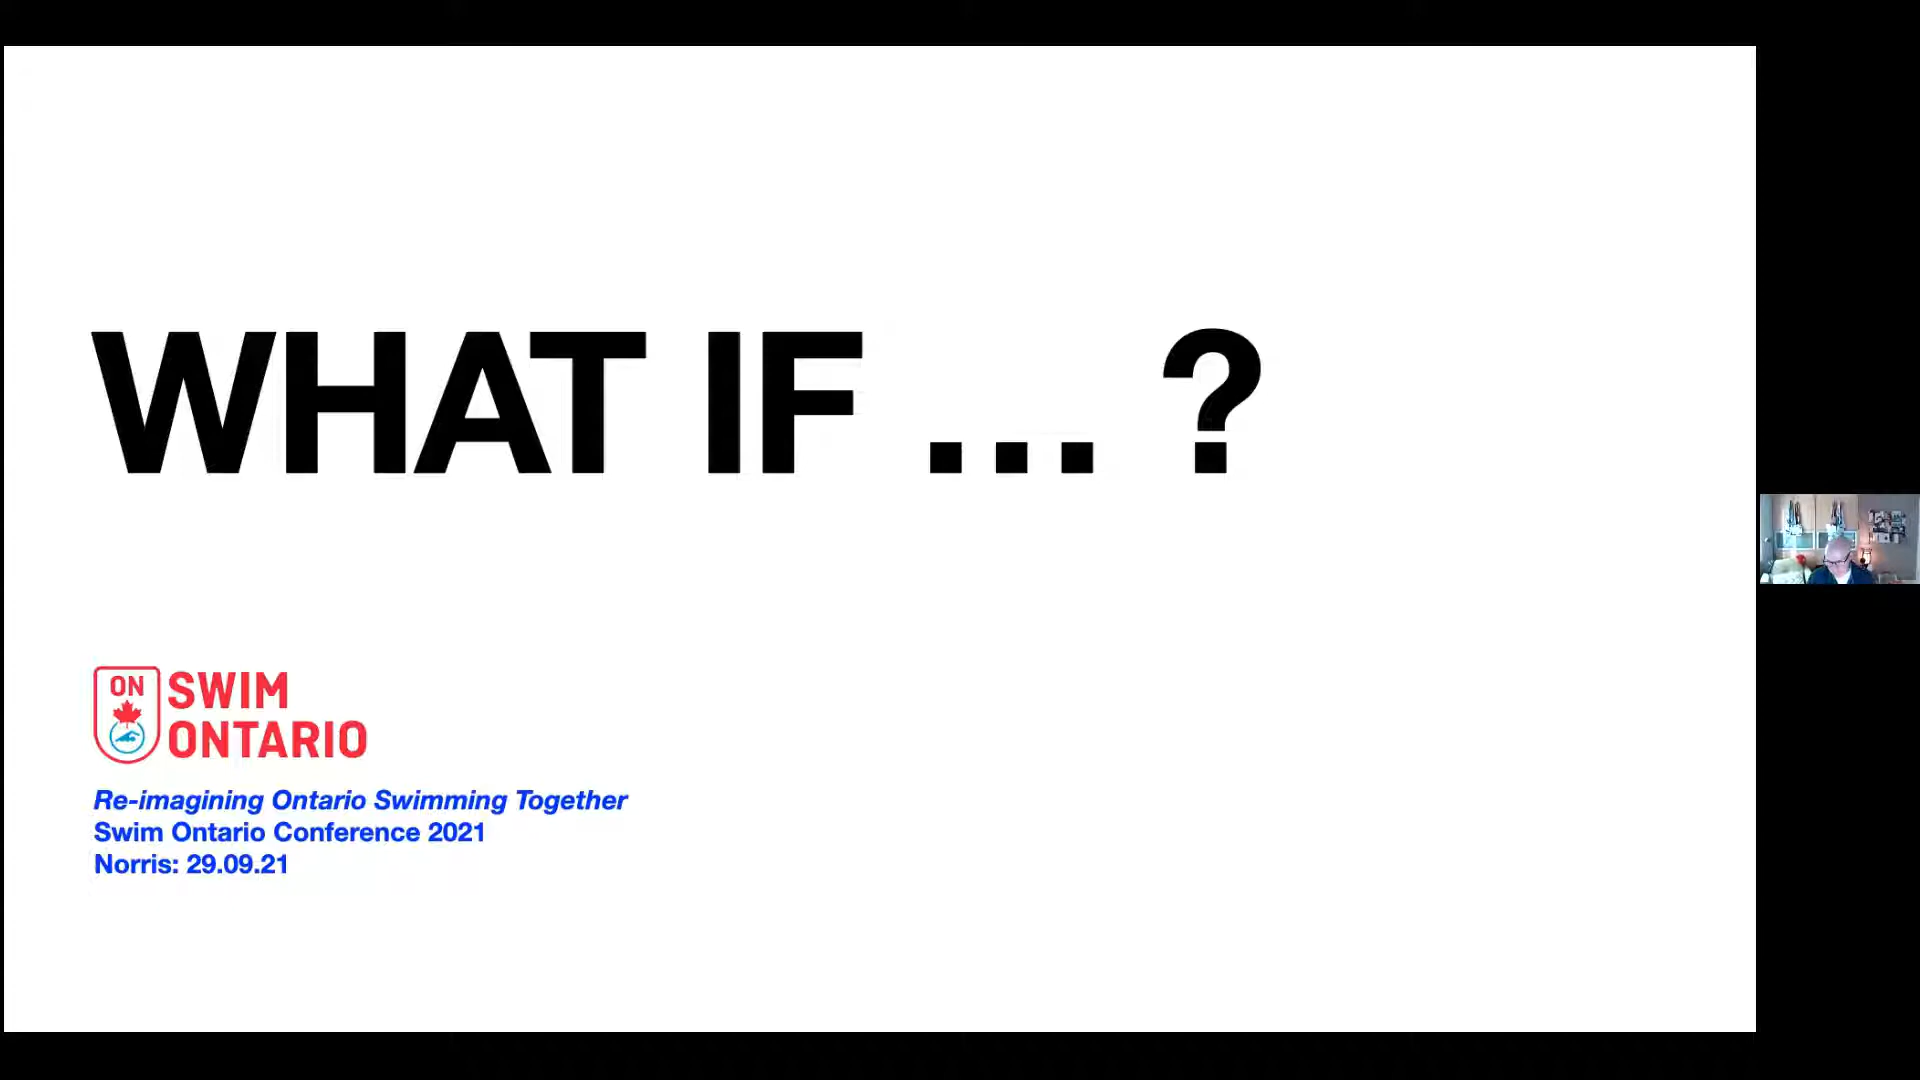 WHAT IF ... ?
ON
SWIM
ONTARIO
Re-imagining Ontario Swimming Together
Swim Ontario Conference 2021
Norris: 29.09.21